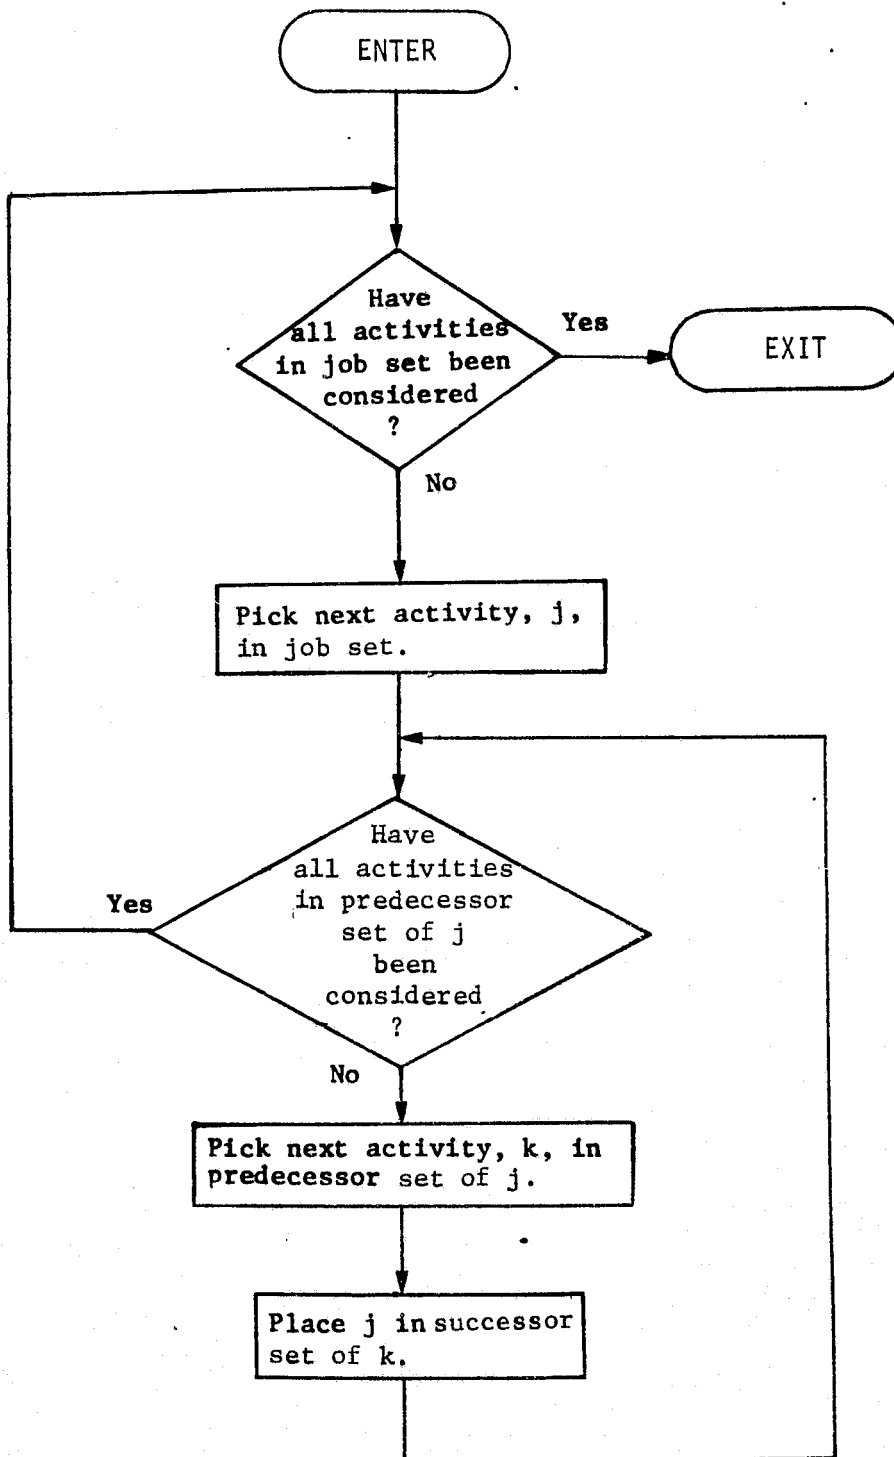 ENTER
Have
all activities
in job set been
considered
?
Yes
EXIT
No
Pick next activity, j,
in job set.
Have
all activities
in predecessor
set of j
been
considered
?
Yes
No
Pick next activity, k, in
predecessor set of j.
Place j in successor
set of k.